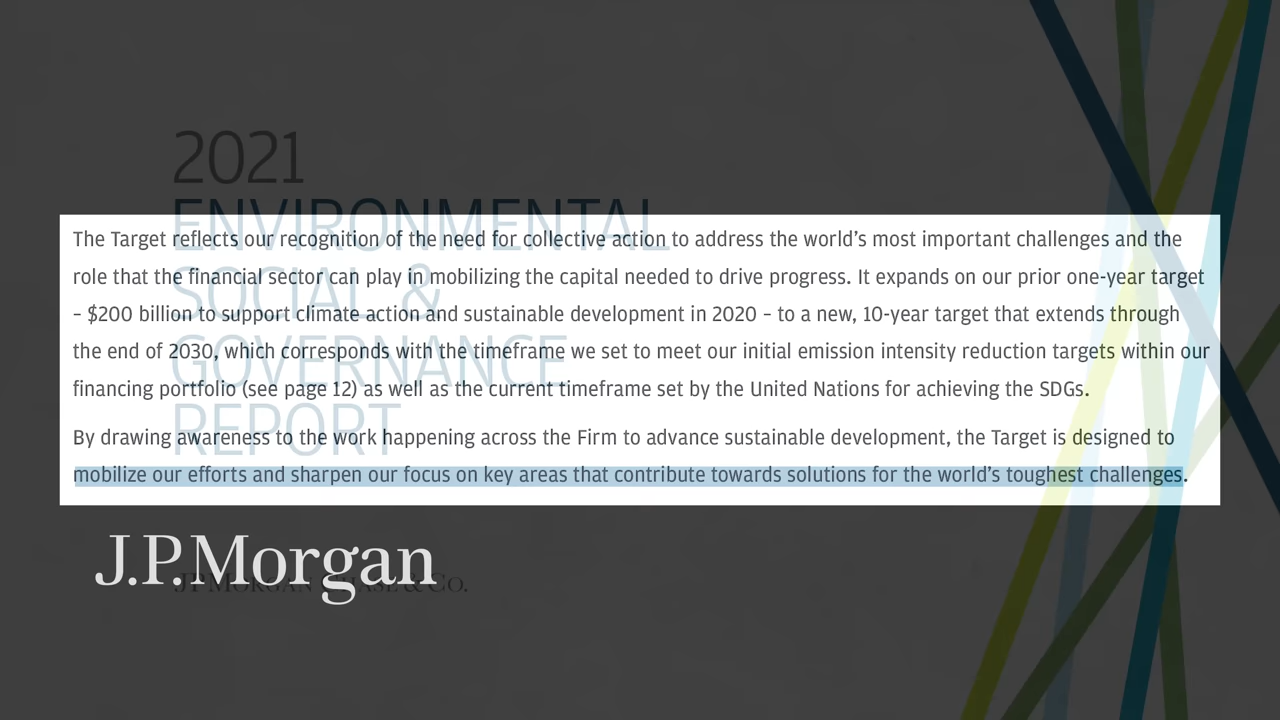 2021
ENVIRONMENTAL
SOCIAL &
GOVERNANCE
REPORT
The Target reflects our recognition of the need for collective action to address the world’s most important challenges and the
role that the financial sector can play in mobilizing the capital needed to drive progress. It expands on our prior one-year target
– $200 billion to support climate action and sustainable development in 2020 – to a new, 10-year target that extends through
the end of 2030, which corresponds with the timeframe we set to meet our initial emission intensity reduction targets within our
financing portfolio (see page 12) as well as the current timeframe set by the United Nations for achieving the SDGs.
By drawing awareness to the work happening across the Firm to advance sustainable development, the Target is designed to
mobilize our efforts and sharpen our focus on key areas that contribute towards solutions for the world’s toughest challenges.
J.P.Morgan
JPMORGAN CHASE & CO.